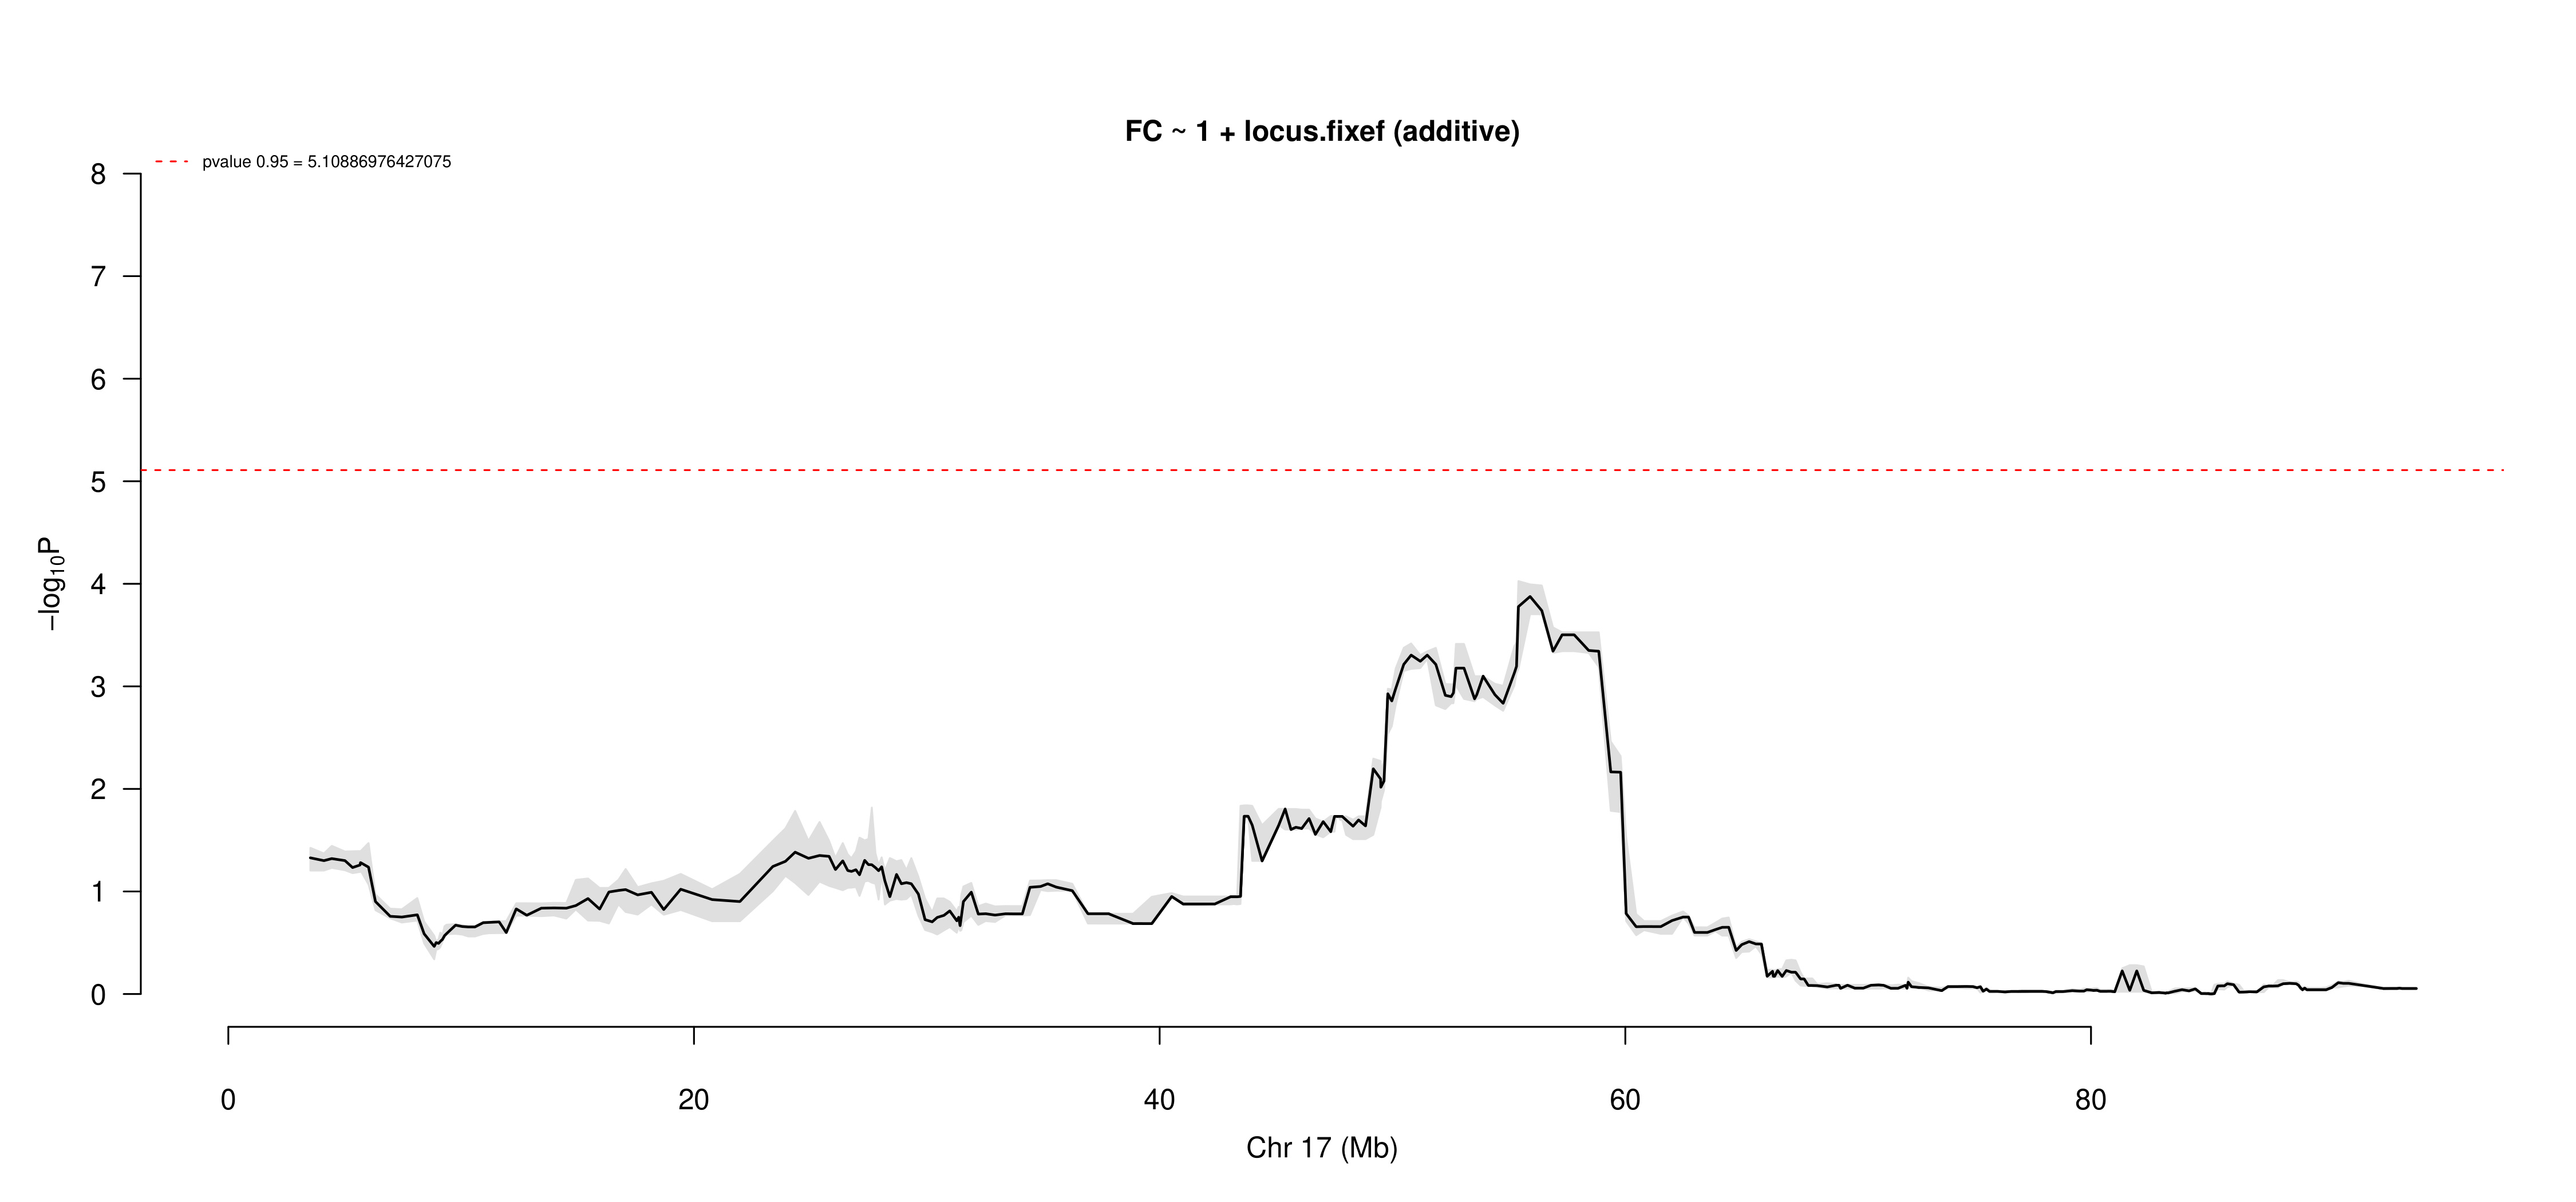 FC ~ 1 + locus.fixef (additive)
pvalue 0.95 = 5.10886976427075
8
7
6
5
4
3
2
1
0
−log₁₀P
0 20 40 60 80
Chr 17 (Mb)